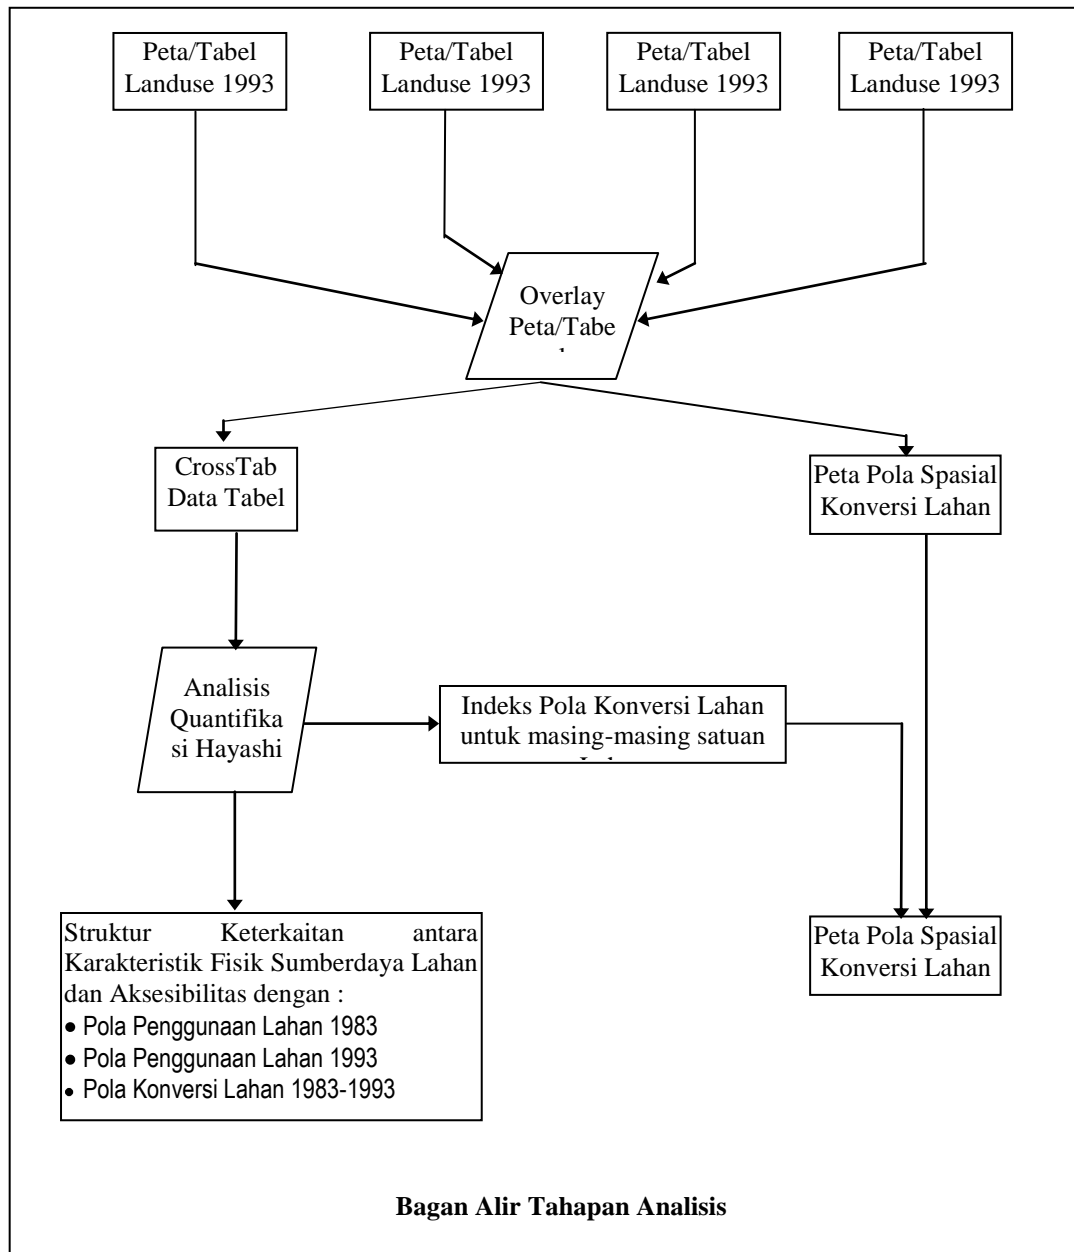 Peta/Tabel
Landuse 1993
Peta/Tabel
Landuse 1993
Peta/Tabel
Landuse 1993
Peta/Tabel
Landuse 1993
Overlay
Peta/Tabe
CrossTab
Data Tabel
Peta Pola Spasial
Konversi Lahan
Analisis
Quantifika
si Hayashi
Indeks Pola Konversi Lahan
untuk masing-masing satuan
Struktur Keterkaitan antara
Karakteristik Fisik Sumberdaya Lahan
dan Aksesibilitas dengan :
• Pola Penggunaan Lahan 1983
• Pola Penggunaan Lahan 1993
• Pola Konversi Lahan 1983-1993
Peta Pola Spasial
Konversi Lahan
Bagan Alir Tahapan Analisis